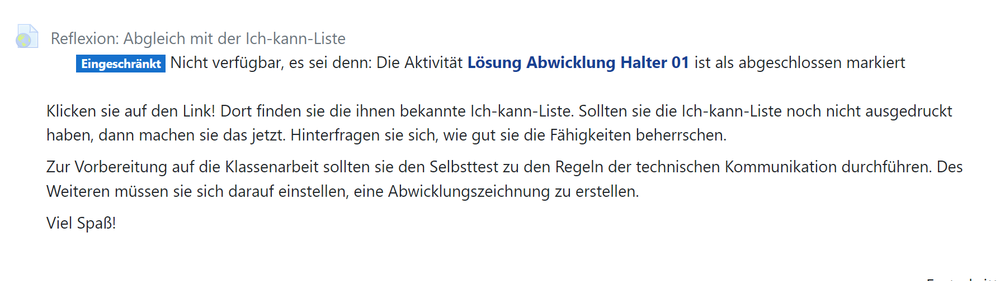 Reflexion: Abgleich mit der Ich-kann-Liste
Eingeschränkt Nicht verfügbar, es sei denn: Die Aktivität Lösung Abwicklung Halter 01 ist als abgeschlossen markiert
Klicken sie auf den Link! Dort finden sie die ihnen bekannte Ich-kann-Liste. Sollten sie die Ich-kann-Liste noch nicht ausgedruckt
haben, dann machen sie das jetzt. Hinterfragen sie sich, wie gut sie die Fähigkeiten beherrschen.
Zur Vorbereitung auf die Klassenarbeit sollten sie den Selbsttest zu den Regeln der technischen Kommunikation durchführen. Des
Weiteren müssen sie sich darauf einstellen, eine Abwicklungszeichnung zu erstellen.
Viel Spaß!